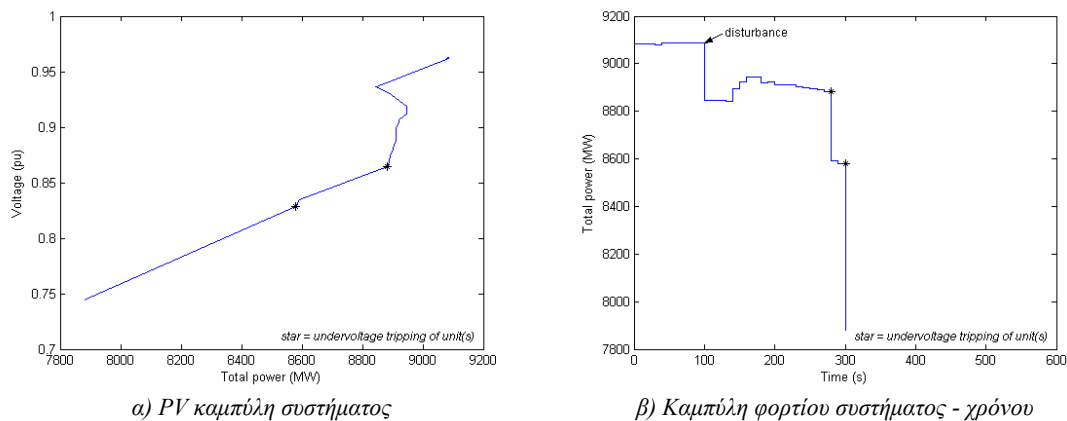 1
0.95
0.9
0.85
0.8
0.75
0.7
Voltage (pu)
star = undervoltage tripping of unit(s)
7800 8000 8200 8400 8600 8800 9000 9200
Total power (MW)
α) PV καμπύλη συστήματος
9200
9000
8800
8600
8400
8200
8000
7800
Total power (MW)
disturbance
star = undervoltage tripping of unit(s)
0 100 200 300 400 500 600
Time (s)
β) Καμπύλη φορτίου συστήματος - χρόνου